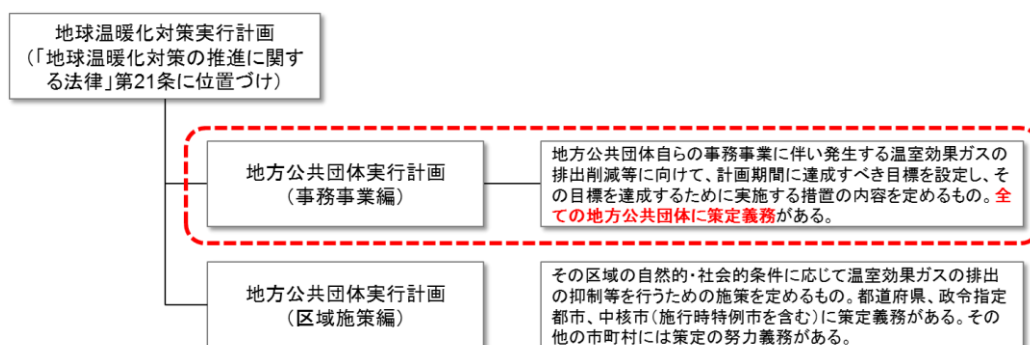 地球温暖化対策実行計画
(「地球温暖化対策の推進に関す
る法律」第21条に位置づけ)
地方公共団体実行計画
(事務事業編)
地方公共団体自らの事務事業に伴い発生する温室効果ガスの
排出削減等に向けて、計画期間に達成すべき目標を設定し、そ
の目標を達成するために実施する措置の内容を定めるもの。全
ての地方公共団体に策定義務がある。
地方公共団体実行計画
(区域施策編)
その区域の自然的・社会的条件に応じて温室効果ガスの排出
の抑制等を行うための施策を定めるもの。都道府県、政令指定
都市、中核市(施行時特例市を含む)に策定義務がある。その
他の市町村には策定の努力義務がある。